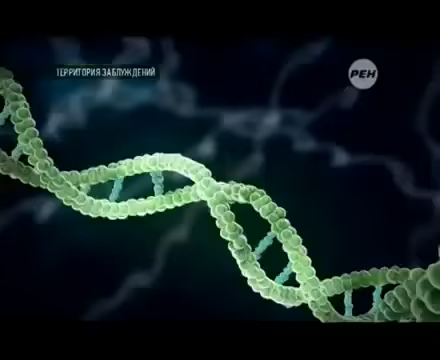 ТЕРРИТОРИЯ ЗАБЛУЖДЕНИЙ
РЕН